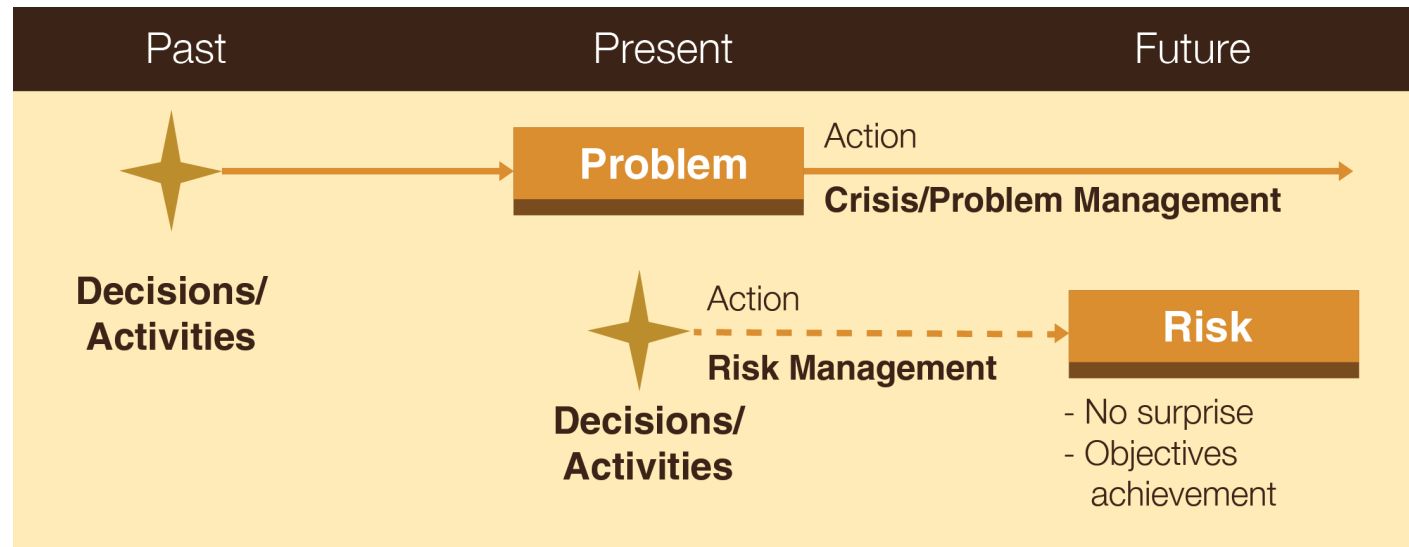 Past Present Future
Problem
Action
Crisis/Problem Management
Decisions/
Activities
Action
Risk Management
Decisions/
Activities
Risk
- No surprise
- Objectives
achievement